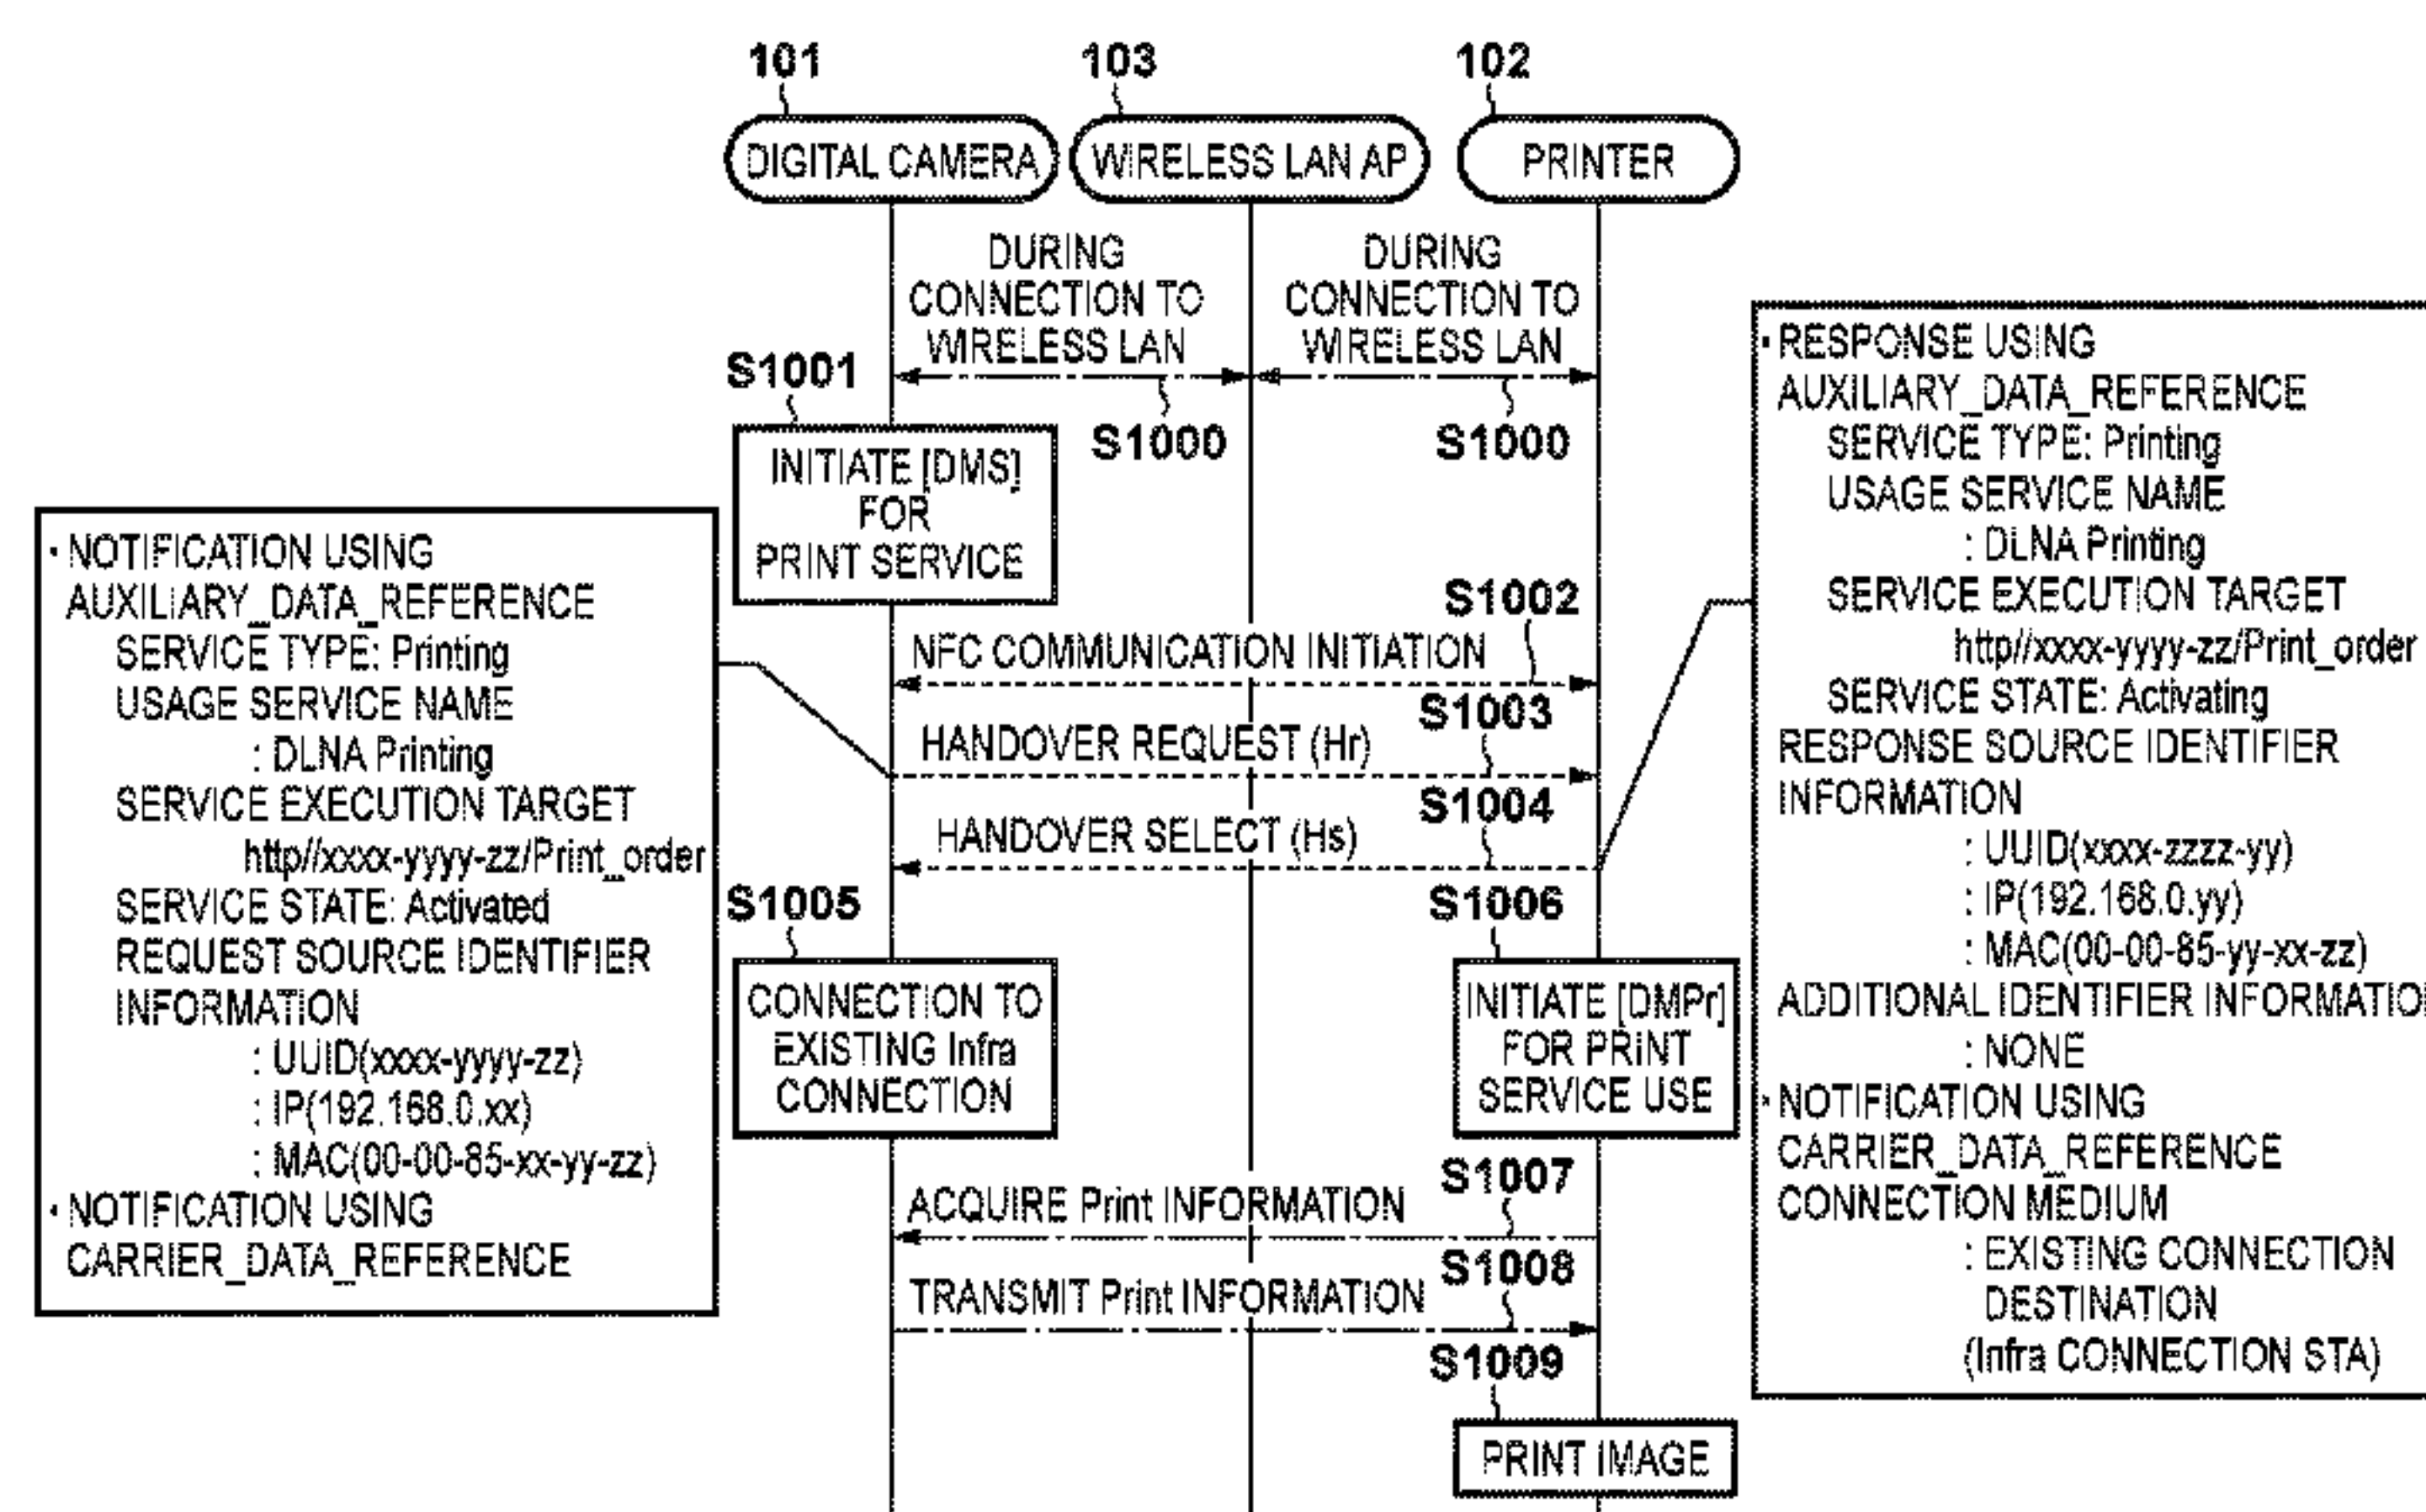 101
103
102
DIGITAL CAMERA
WIRELESS LAN AP
PRINTER
DURING
CONNECTION TO
WIRELESS LAN
DURING
CONNECTION TO
WIRELESS LAN
S1000
S1000
S1001
INITIATE [DMS]
FOR
PRINT SERVICE
· NOTIFICATION USING
AUXILIARY_DATA_REFERENCE
SERVICE TYPE: Printing
USAGE SERVICE NAME
: DLNA Printing
SERVICE EXECUTION TARGET
http//xxxx-yyyy-zz/Print_order
SERVICE STATE: Activated
REQUEST SOURCE IDENTIFIER
INFORMATION
: UUID(xxxx-yyyy-zz)
: IP(192.168.0.xx)
: MAC(00-00-85-xx-yy-zz)
· NOTIFICATION USING
CARRIER_DATA_REFERENCE
S1002
NFC COMMUNICATION INITIATION
S1003
HANDOVER REQUEST (Hr)
S1004
HANDOVER SELECT (Hs)
S1005
CONNECTION TO
EXISTING Infra
CONNECTION
S1006
INITIATE [DMPr]
FOR PRINT
SERVICE USE
S1007
ACQUIRE Print INFORMATION
S1008
TRANSMIT Print INFORMATION
S1009
PRINT IMAGE
· RESPONSE USING
AUXILIARY_DATA_REFERENCE
SERVICE TYPE: Printing
USAGE SERVICE NAME
: DLNA Printing
SERVICE EXECUTION TARGET
http//xxxx-yyyy-zz/Print_order
SERVICE STATE: Activating
RESPONSE SOURCE IDENTIFIER
INFORMATION
: UUID(xxxx-zzzz-yy)
: IP(192.168.0.yy)
: MAC(00-00-85-yy-xx-zz)
ADDITIONAL IDENTIFIER INFORMATIO
: NONE
· NOTIFICATION USING
CARRIER_DATA_REFERENCE
CONNECTION MEDIUM
: EXISTING CONNECTION
DESTINATION
(Infra CONNECTION STA)